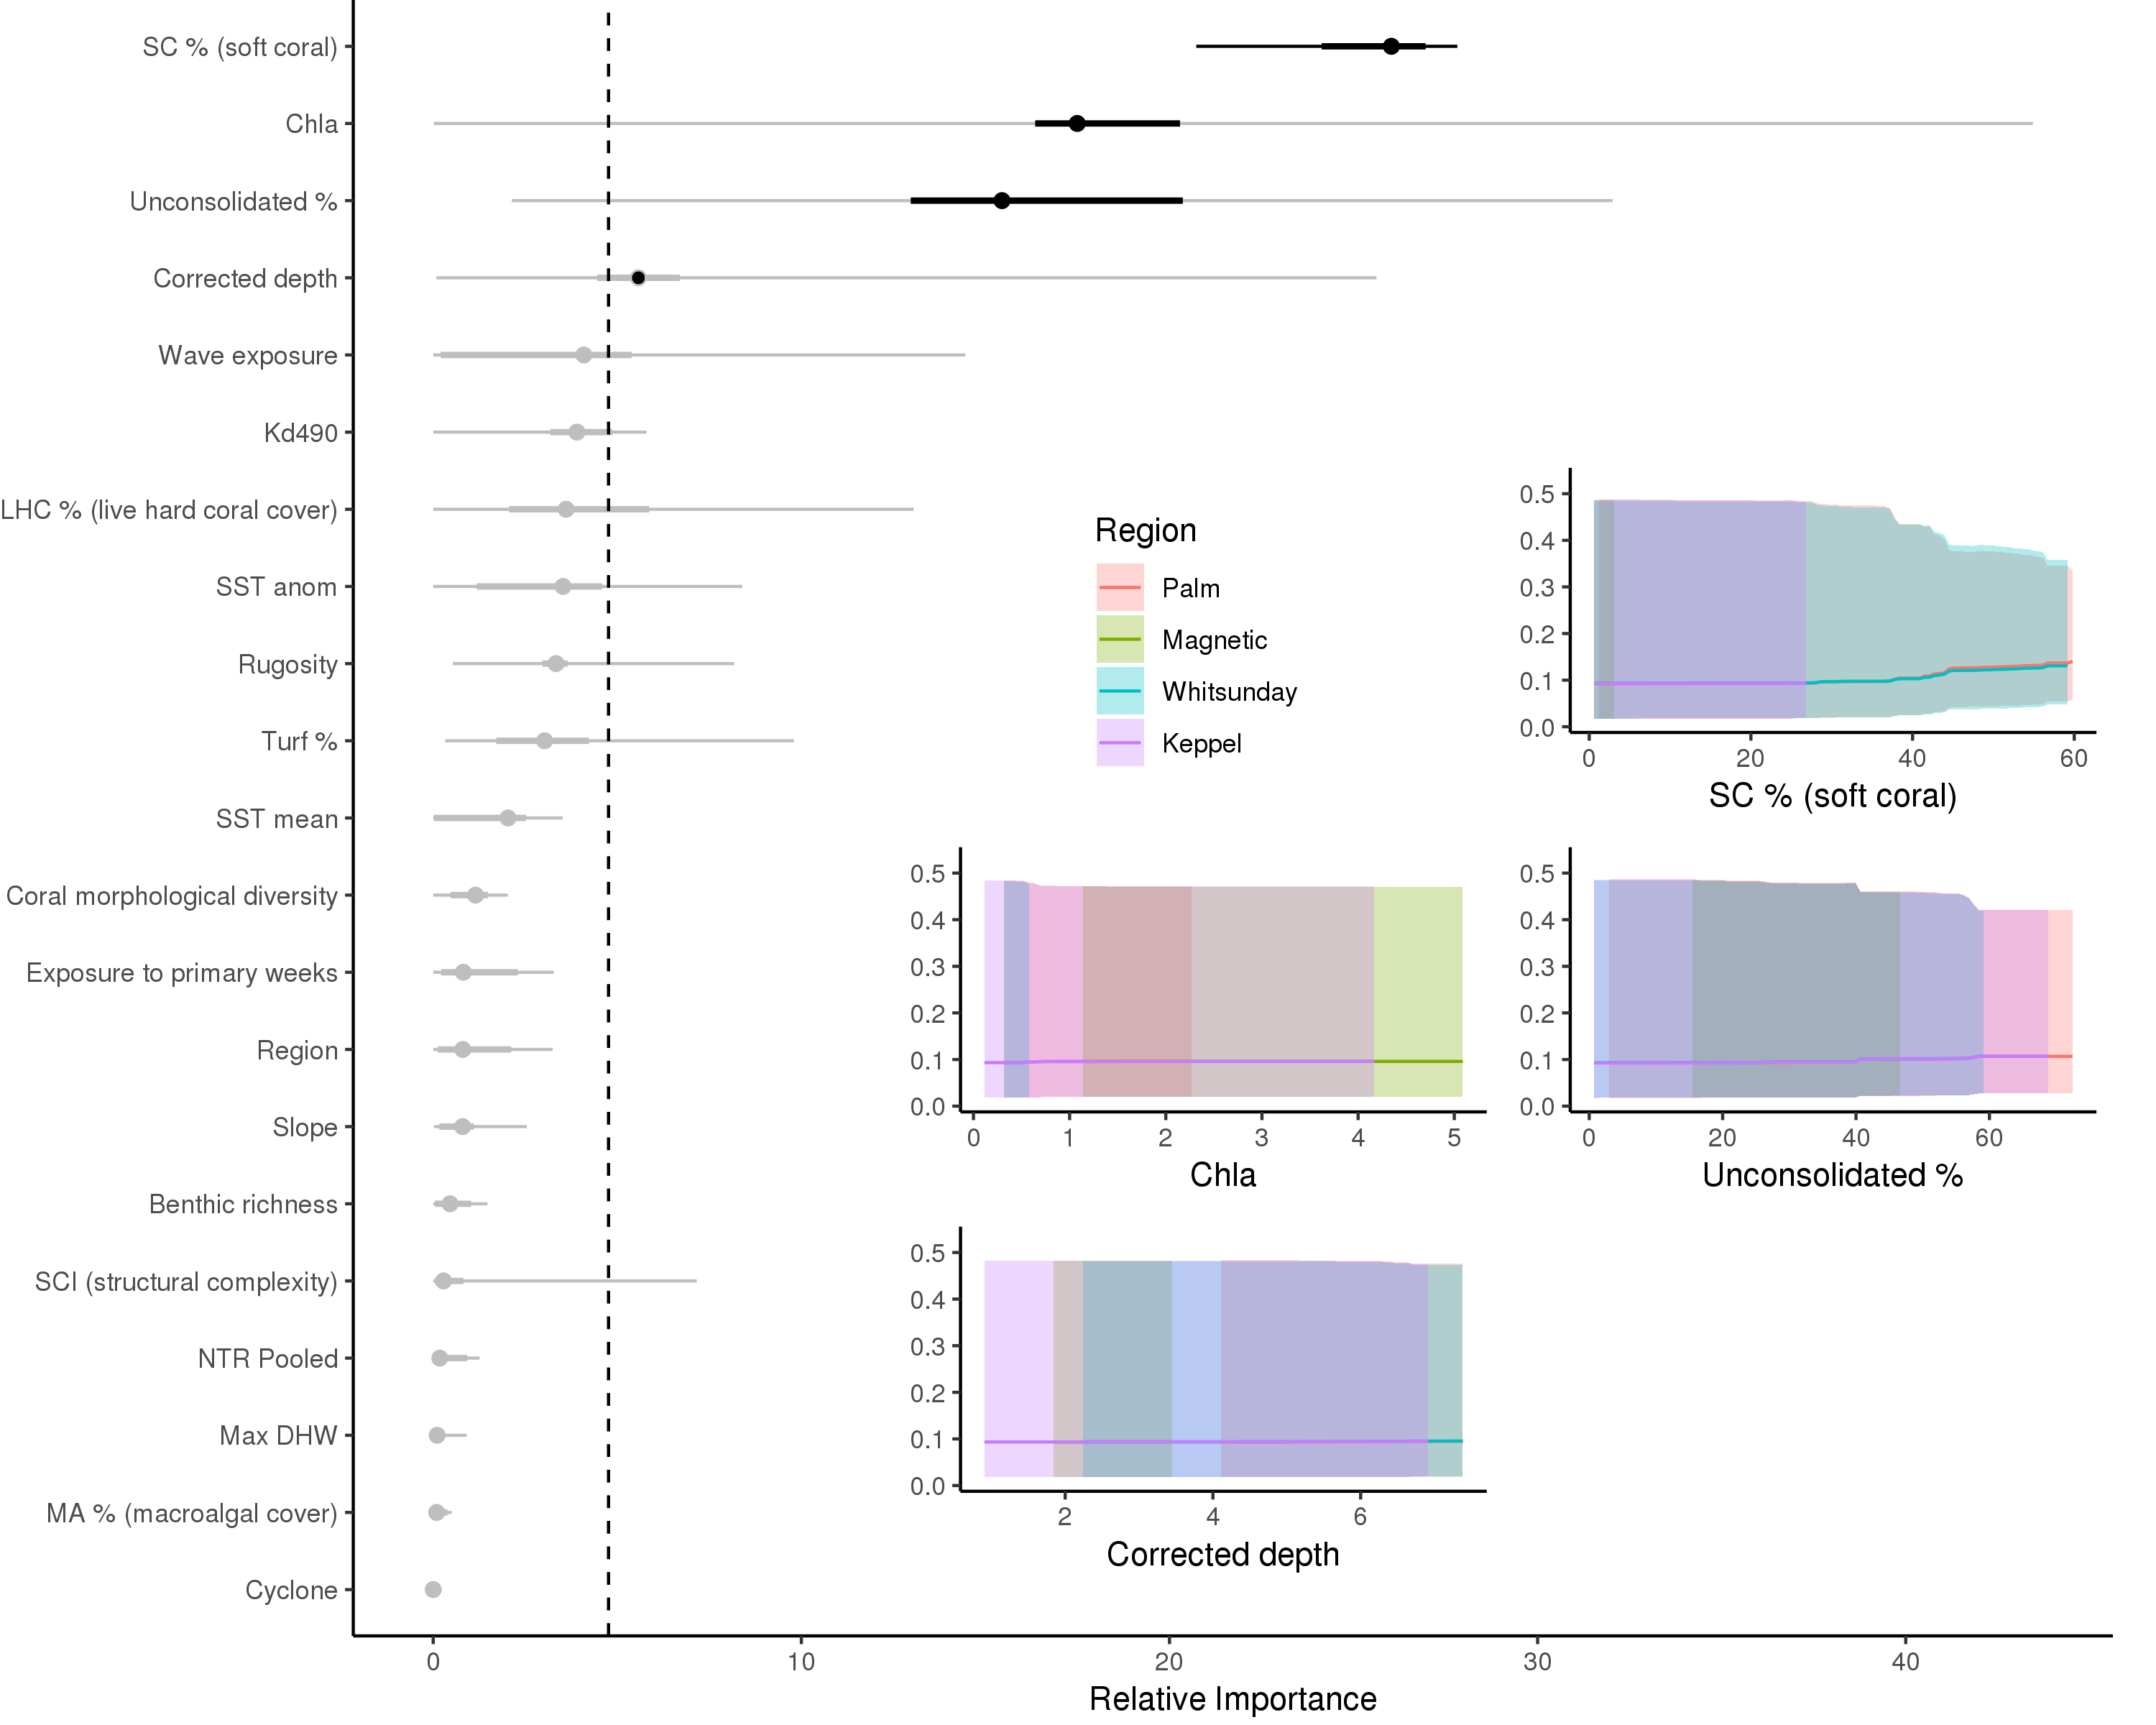 SC % (soft coral)
Chla
Unconsolidated %
Corrected depth
Wave exposure
Kd490
LHC % (live hard coral cover)
SST anom
Rugosity
Turf %
SST mean
Coral morphological diversity
Exposure to primary weeks
Region
Slope
Benthic richness
SCI (structural complexity)
NTR Pooled
Max DHW
MA % (macroalgal cover)
Cyclone
0 10 20 30 40
Relative Importance
Region
Palm
Magnetic
Whitsunday
Keppel
0.5
0.4
0.3
0.2
0.1
0.0
0 20 40 60
SC % (soft coral)
0.5
0.4
0.3
0.2
0.1
0.0
0 1 2 3 4 5
Chla
0.5
0.4
0.3
0.2
0.1
0.0
0 20 40 60
Unconsolidated %
0.5
0.4
0.3
0.2
0.1
0.0
2 4 6
Corrected depth